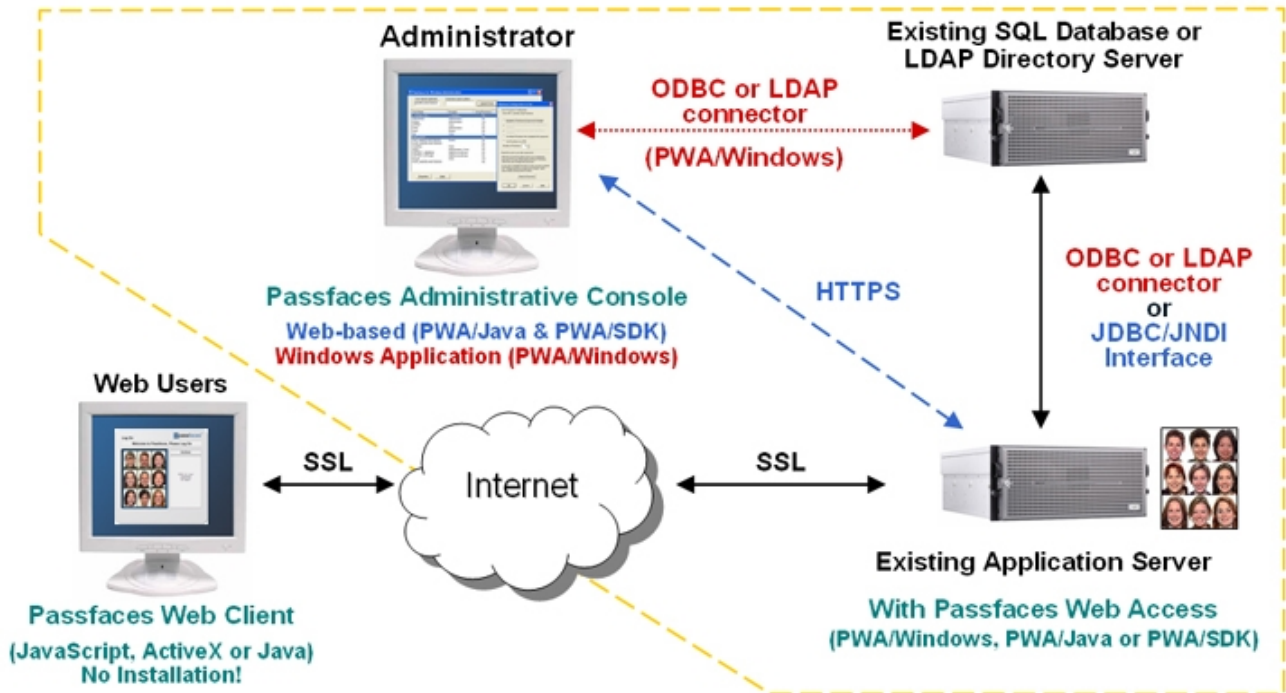 Administrator
Existing SQL Database or
LDAP Directory Server
ODBC or LDAP
connector
(PWA/Windows)
Passfaces Administrative Console
Web-based (PWA/Java & PWA/SDK)
Windows Application (PWA/Windows)
HTTPS
ODBC or LDAP
connector
or
JDBC/JNDI
Interface
Web Users
Log On
SSL
Internet
SSL
Passfaces Web Client
(JavaScript, ActiveX or Java)
No Installation!
Existing Application Server
With Passfaces Web Access
(PWA/Windows, PWA/Java or PWA/SDK)